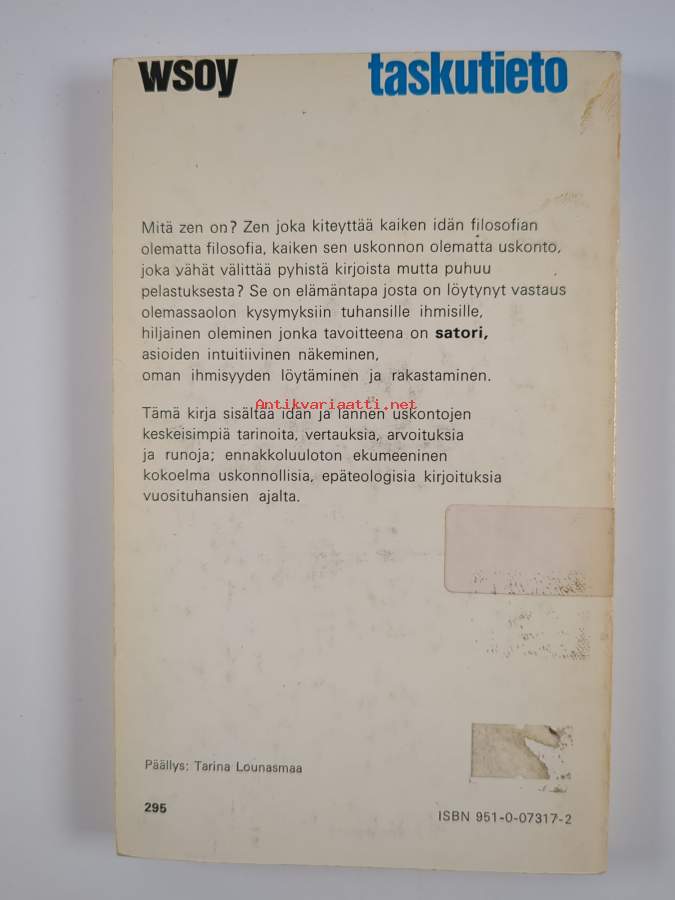 wsoy taskutieto
Mitä zen on? Zen joka kiteyttää kaiken idän filosofian
olematta filosofia, kaiken sen uskonnon olematta uskonto,
joka vähät välittää pyhistä kirjoista mutta puhuu
pelastuksesta? Se on elämäntapa josta on löytynyt vastaus
olemassaolon kysymyksiin tuhansille ihmisille,
hiljainen oleminen jonka tavoitteena on satori,
asioiden intuitiivinen näkeminen,
oman ihmisyyden löytäminen ja rakastaminen.
Antikvariaatti.net
Tämä kirja sisältää idän ja lännen uskontojen
keskeisimpiä tarinoita, vertauksia, arvoituksia
ja runoja; ennakkoluuloton ekumeeninen
kokoelma uskonnollisia, epäteologisia kirjoituksia
vuosituhansien ajalta.
Päällys: Tarina Lounasmaa
295
ISBN 951-0-07317-2